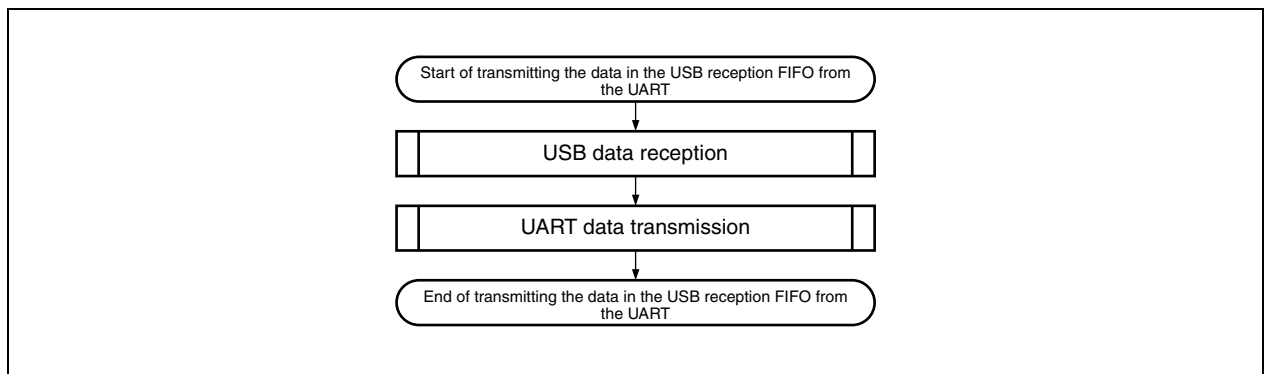 Start of transmitting the data in the USB reception FIFO from
the UART
USB data reception
UART data transmission
End of transmitting the data in the USB reception FIFO from
the UART